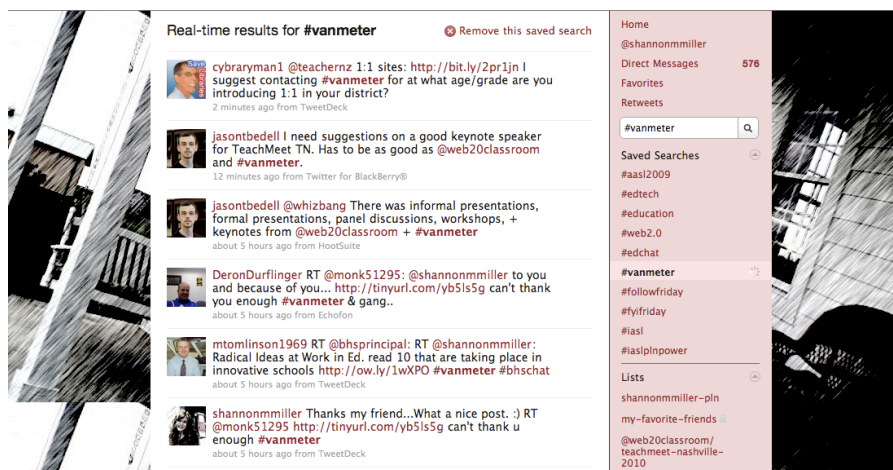 Real-time results for #vanmeter
Remove this saved search
cybraryman1 @teachernz 1:1 sites: http://bit.ly/2pr1jn I
suggest contacting #vanmeter for at what age/grade are you
introducing 1:1 in your district?
2 minutes ago from TweetDeck
jasontbedell I need suggestions on a good keynote speaker
for TeachMeet TN. Has to be as good as @web20classroom
and #vanmeter.
12 minutes ago from Twitter for BlackBerry®
jasontbedell @whizbang There was informal presentations,
formal presentations, panel discussions, workshops, +
keynotes from @web20classroom + #vanmeter
about 5 hours ago from HootSuite
DeronDurflinger RT @monk51295: @shannonmmiller to you
and because of you... http://tinyurl.com/yb5ls5g can't thank
you enough #vanmeter & gang..
about 5 hours ago from Echofon
mtomlinson1969 RT @bhsprincipal: RT @shannonmmiller:
Radical Ideas at Work in Ed. read 10 that are taking place in
innovative schools http://ow.ly/1wXPO #vanmeter #bhschat
about 5 hours ago from TweetDeck
shannonmmiller Thanks my friend...What a nice post. :) RT
@monk51295 http://tinyurl.com/yb5ls5g can't thank u
enough #vanmeter
about 5 hours ago from TweetDeck
Save
libraries
Home
@shannonmmiller
Direct Messages 576
Favorites
Retweets
#vanmeter
Saved Searches
#aasl2009
#edtech
#education
#web2.0
#edchat
#vanmeter
#followfriday
#fyifriday
#iasl
#iaslplnpower
Lists
shannonmmiller-pln
my-favorite-friends
@web20classroom/
teachmeet-nashville-
2010